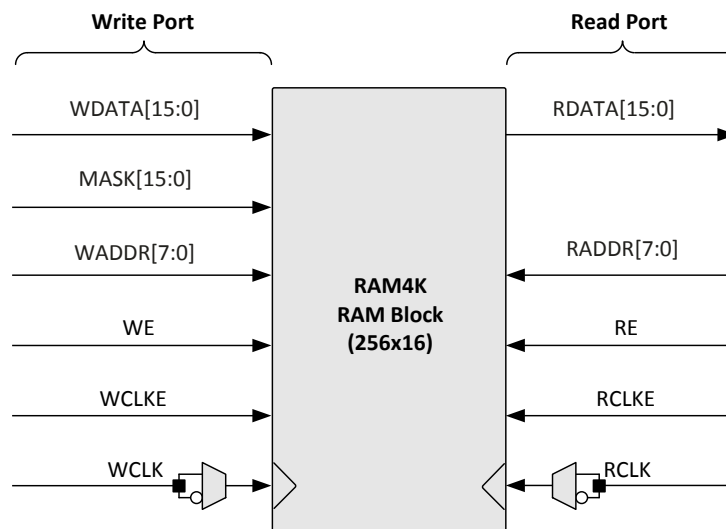 Write Port
Read Port
WDATA[15:0]
RDATA[15:0]
MASK[15:0]
WADDR[7:0]
RADDR[7:0]
RAM4K
RAM Block
(256x16)
WE
RE
WCLKE
RCLKE
WCLK
RCLK